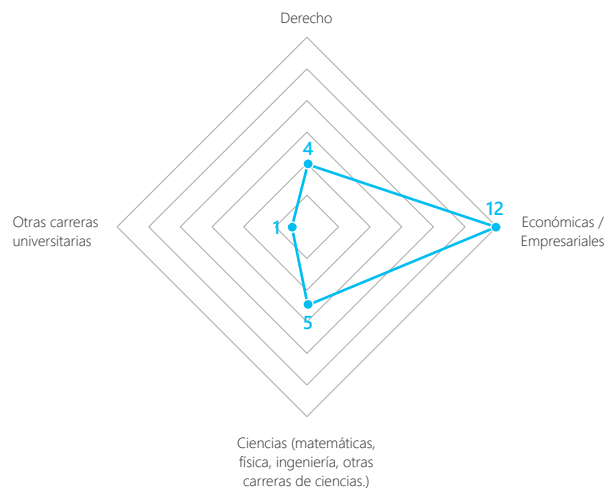 Derecho
4
12
Otras carreras
universitarias
1
Económicas /
Empresariales
5
Ciencias (matemáticas,
física, ingeniería, otras
carreras de ciencias.)